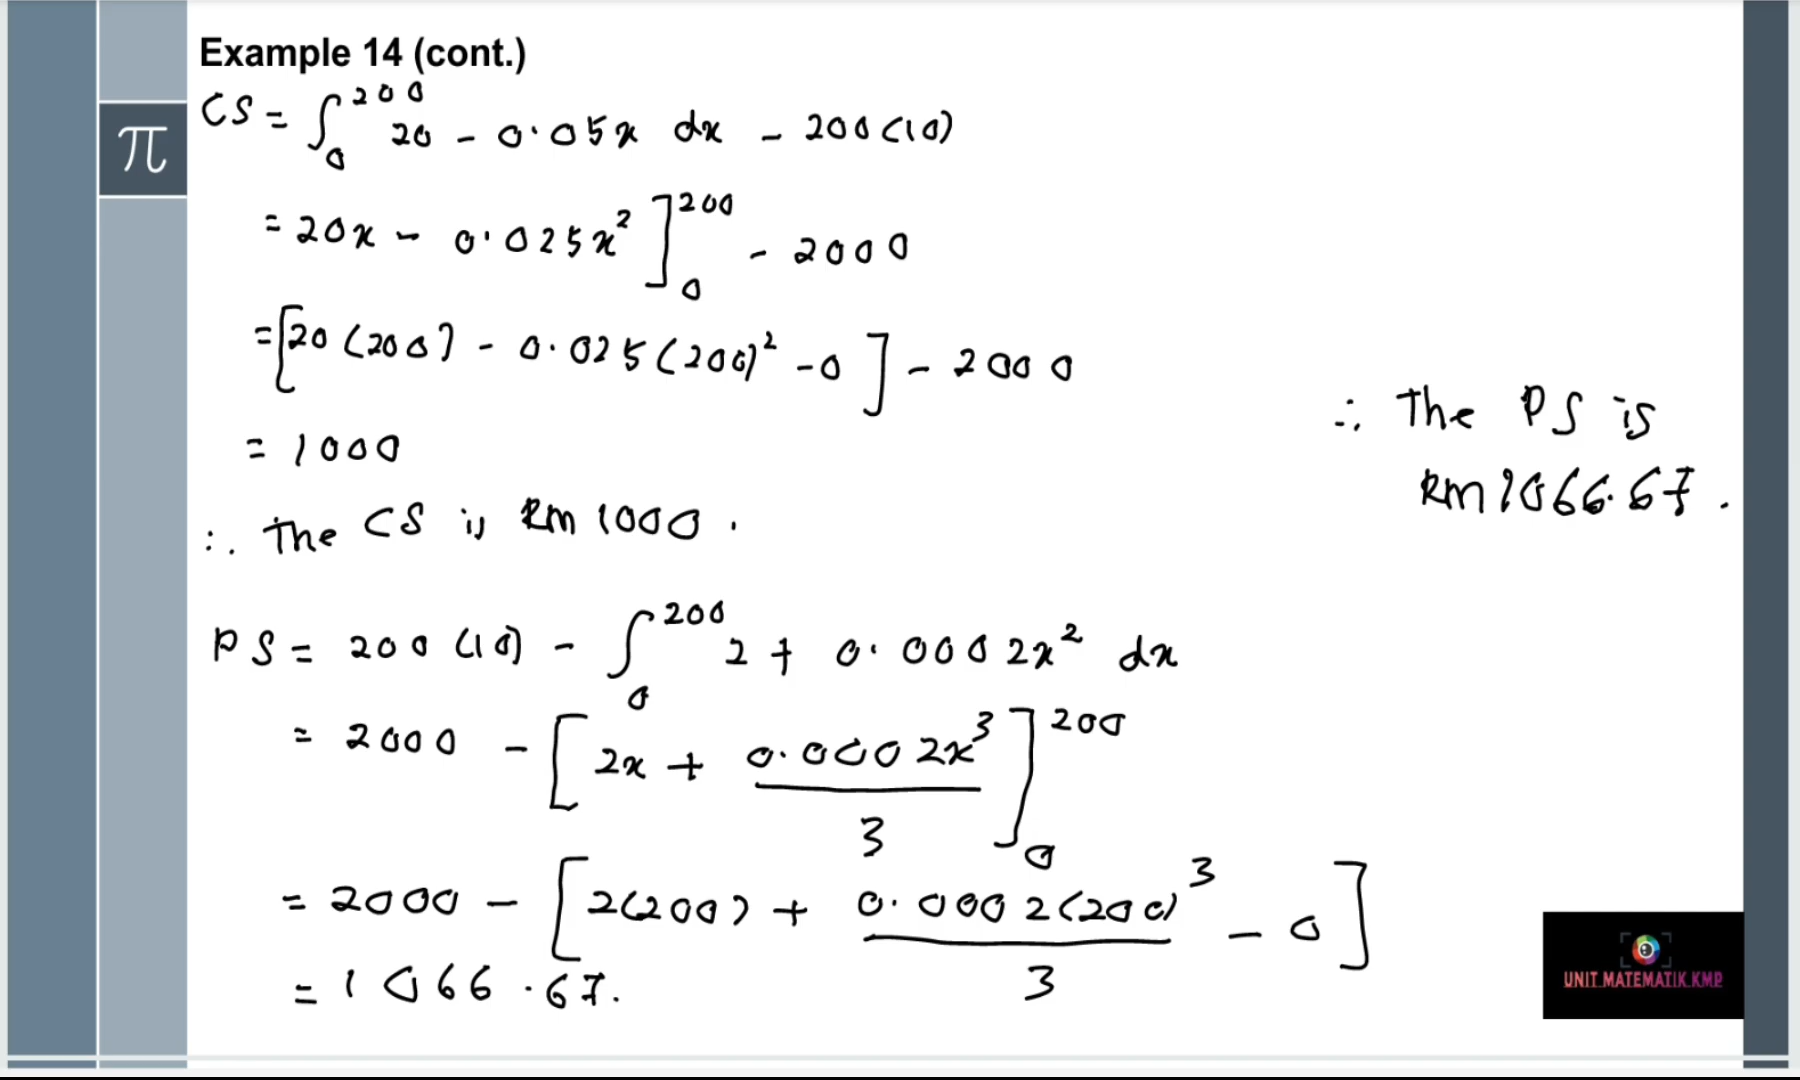 Example 14 (cont.)
π
CS = ∫₀²⁰⁰ 20 - 0.05x dx - 200(10)
= 20x - 0.025x² ]₀²⁰⁰ - 2000
= [20(200) - 0.025(200)² - 0] - 2000
= 1000
∴ The CS is RM 1000.
PS = 200(10) - ∫₀²⁰⁰ 2 + 0.0002x² dx
= 2000 - [2x + 0.0002x³/3]₀²⁰⁰
= 2000 - [2(200) + 0.0002(200)³/3 - 0]
= 1066.67.
∴ The PS is
RM 1066.67.
UNIT.MATEMATIK.KMP